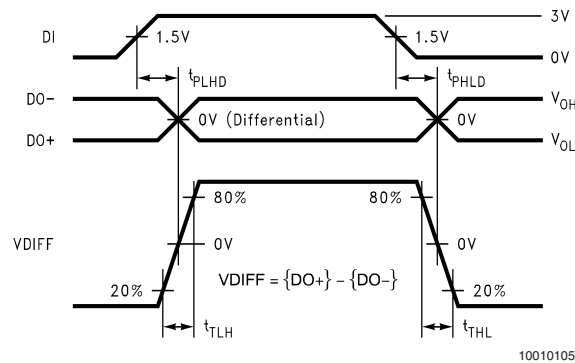 3V
DI
1.5V
1.5V
0V
tPLHD
tPHLD
DO-
VOH
0V (Differential)
0V
DO+
VOL
80%
80%
VDIFF
0V
0V
VDIFF = {DO+} – {DO–}
20%
20%
tTLH
tTHL
10010105